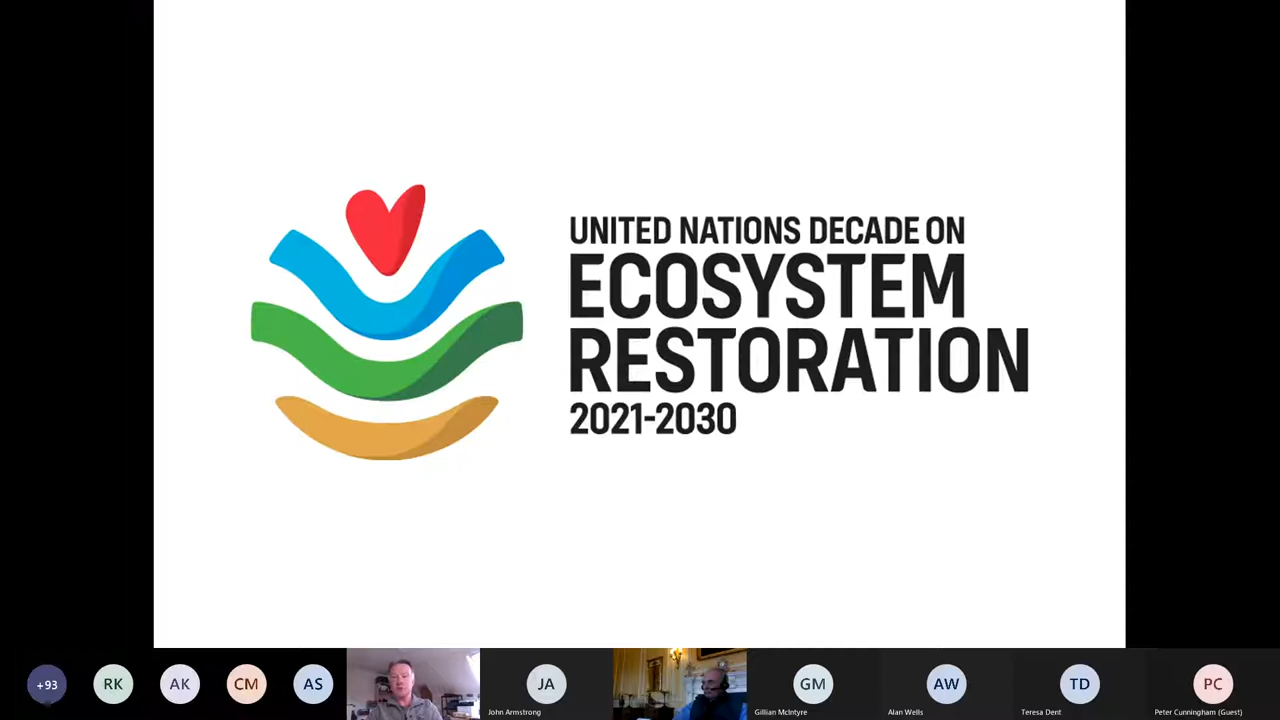 UNITED NATIONS DECADE ON
ECOSYSTEM
RESTORATION
2021-2030
+93
RK
AK
CM
AS
JA
John Armstrong
GM
Gillian McIntyre
AW
Alan Wells
TD
Teresa Dent
PC
Peter Cunningham (Guest)